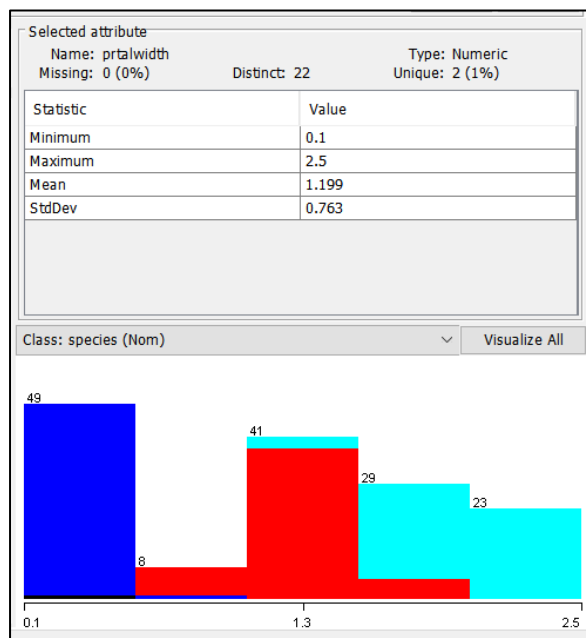 Selected attribute
Name: prtalwidth Type: Numeric
Missing: 0 (0%) Distinct: 22 Unique: 2 (1%)
Statistic Value
Minimum 0.1
Maximum 2.5
Mean 1.199
StdDev 0.763
Class: species (Nom) Visualize All
49
41
29
23
8
0.1 1.3 2.5